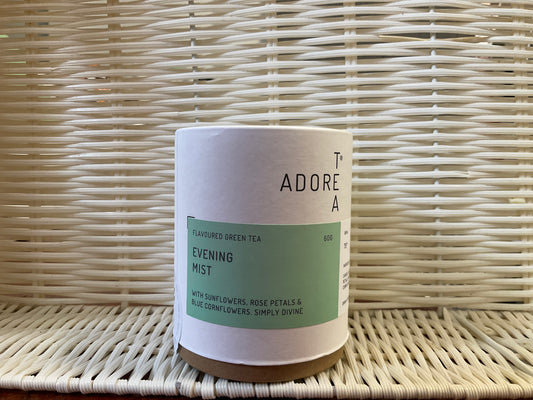 T®
ADORE
A
FLAVOURED GREEN TEA 60G
EVENING
MIST
WITH SUNFLOWERS, ROSE PETALS &
BLUE CORNFLOWERS. SIMPLY DIVINE